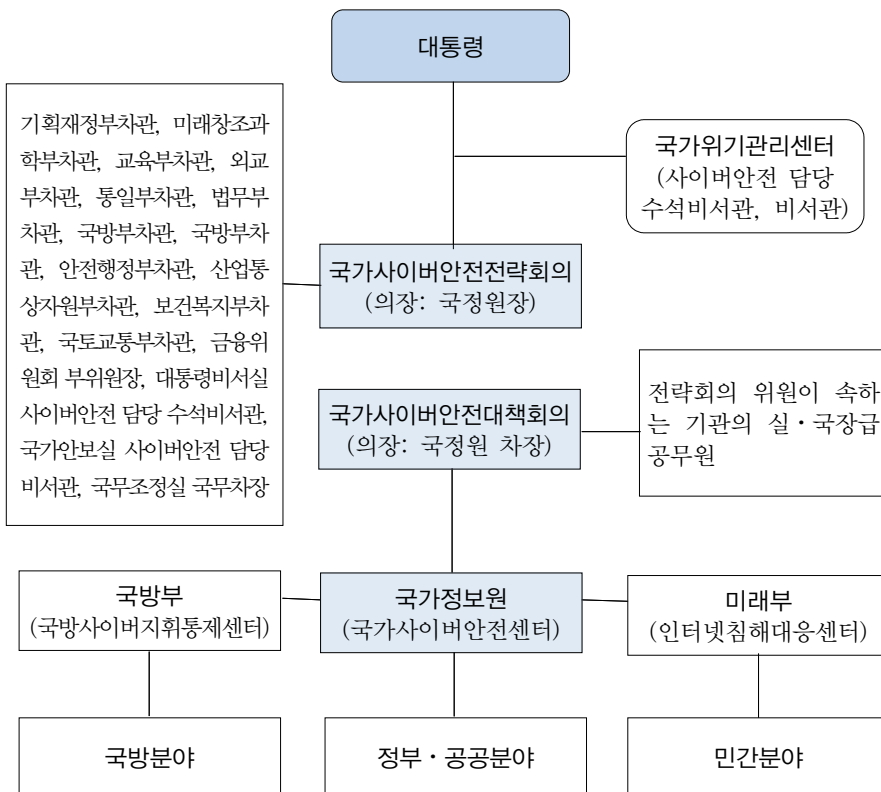 대통령
기획재정부차관, 미래창조과
학부차관, 교육부차관, 외교
부차관, 통일부차관, 법무부
차관, 국방부차관, 국방부차
관, 안전행정부차관, 산업통
상자원부차관, 보건복지부차
관, 국토교통부차관, 금융위
원회 부위원장, 대통령비서실
사이버안전 담당 수석비서관,
국가안보실 사이버안전 담당
비서관, 국무조정실 국무차장
국가위기관리센터
(사이버안전 담당
수석비서관, 비서관)
국가사이버안전전략회의
(의장: 국정원장)
국가사이버안전대책회의
(의장: 국정원 차장)
전략회의 위원이 속하
는 기관의 실·국장급
공무원
국방부
(국방사이버지휘통제센터)
국가정보원
(국가사이버안전센터)
미래부
(인터넷침해대응센터)
국방분야
정부·공공분야
민간분야